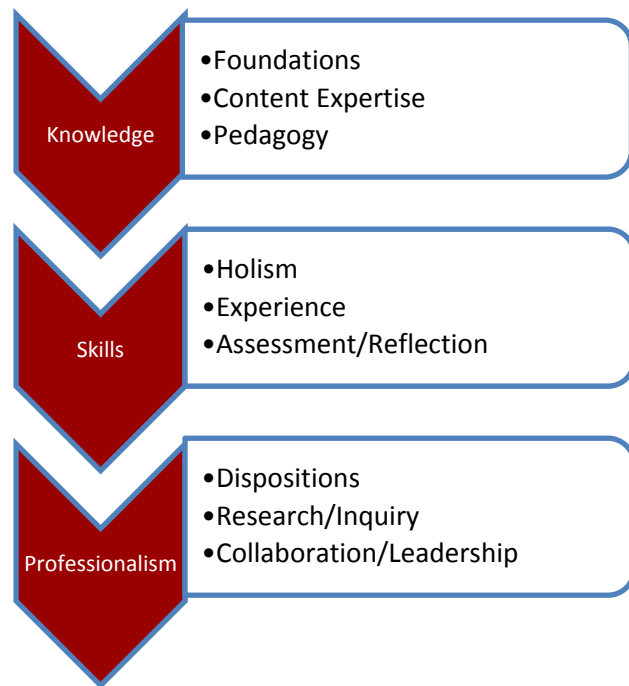 Knowledge
•Foundations
•Content Expertise
•Pedagogy
Skills
•Holism
•Experience
•Assessment/Reflection
Professionalism
•Dispositions
•Research/Inquiry
•Collaboration/Leadership